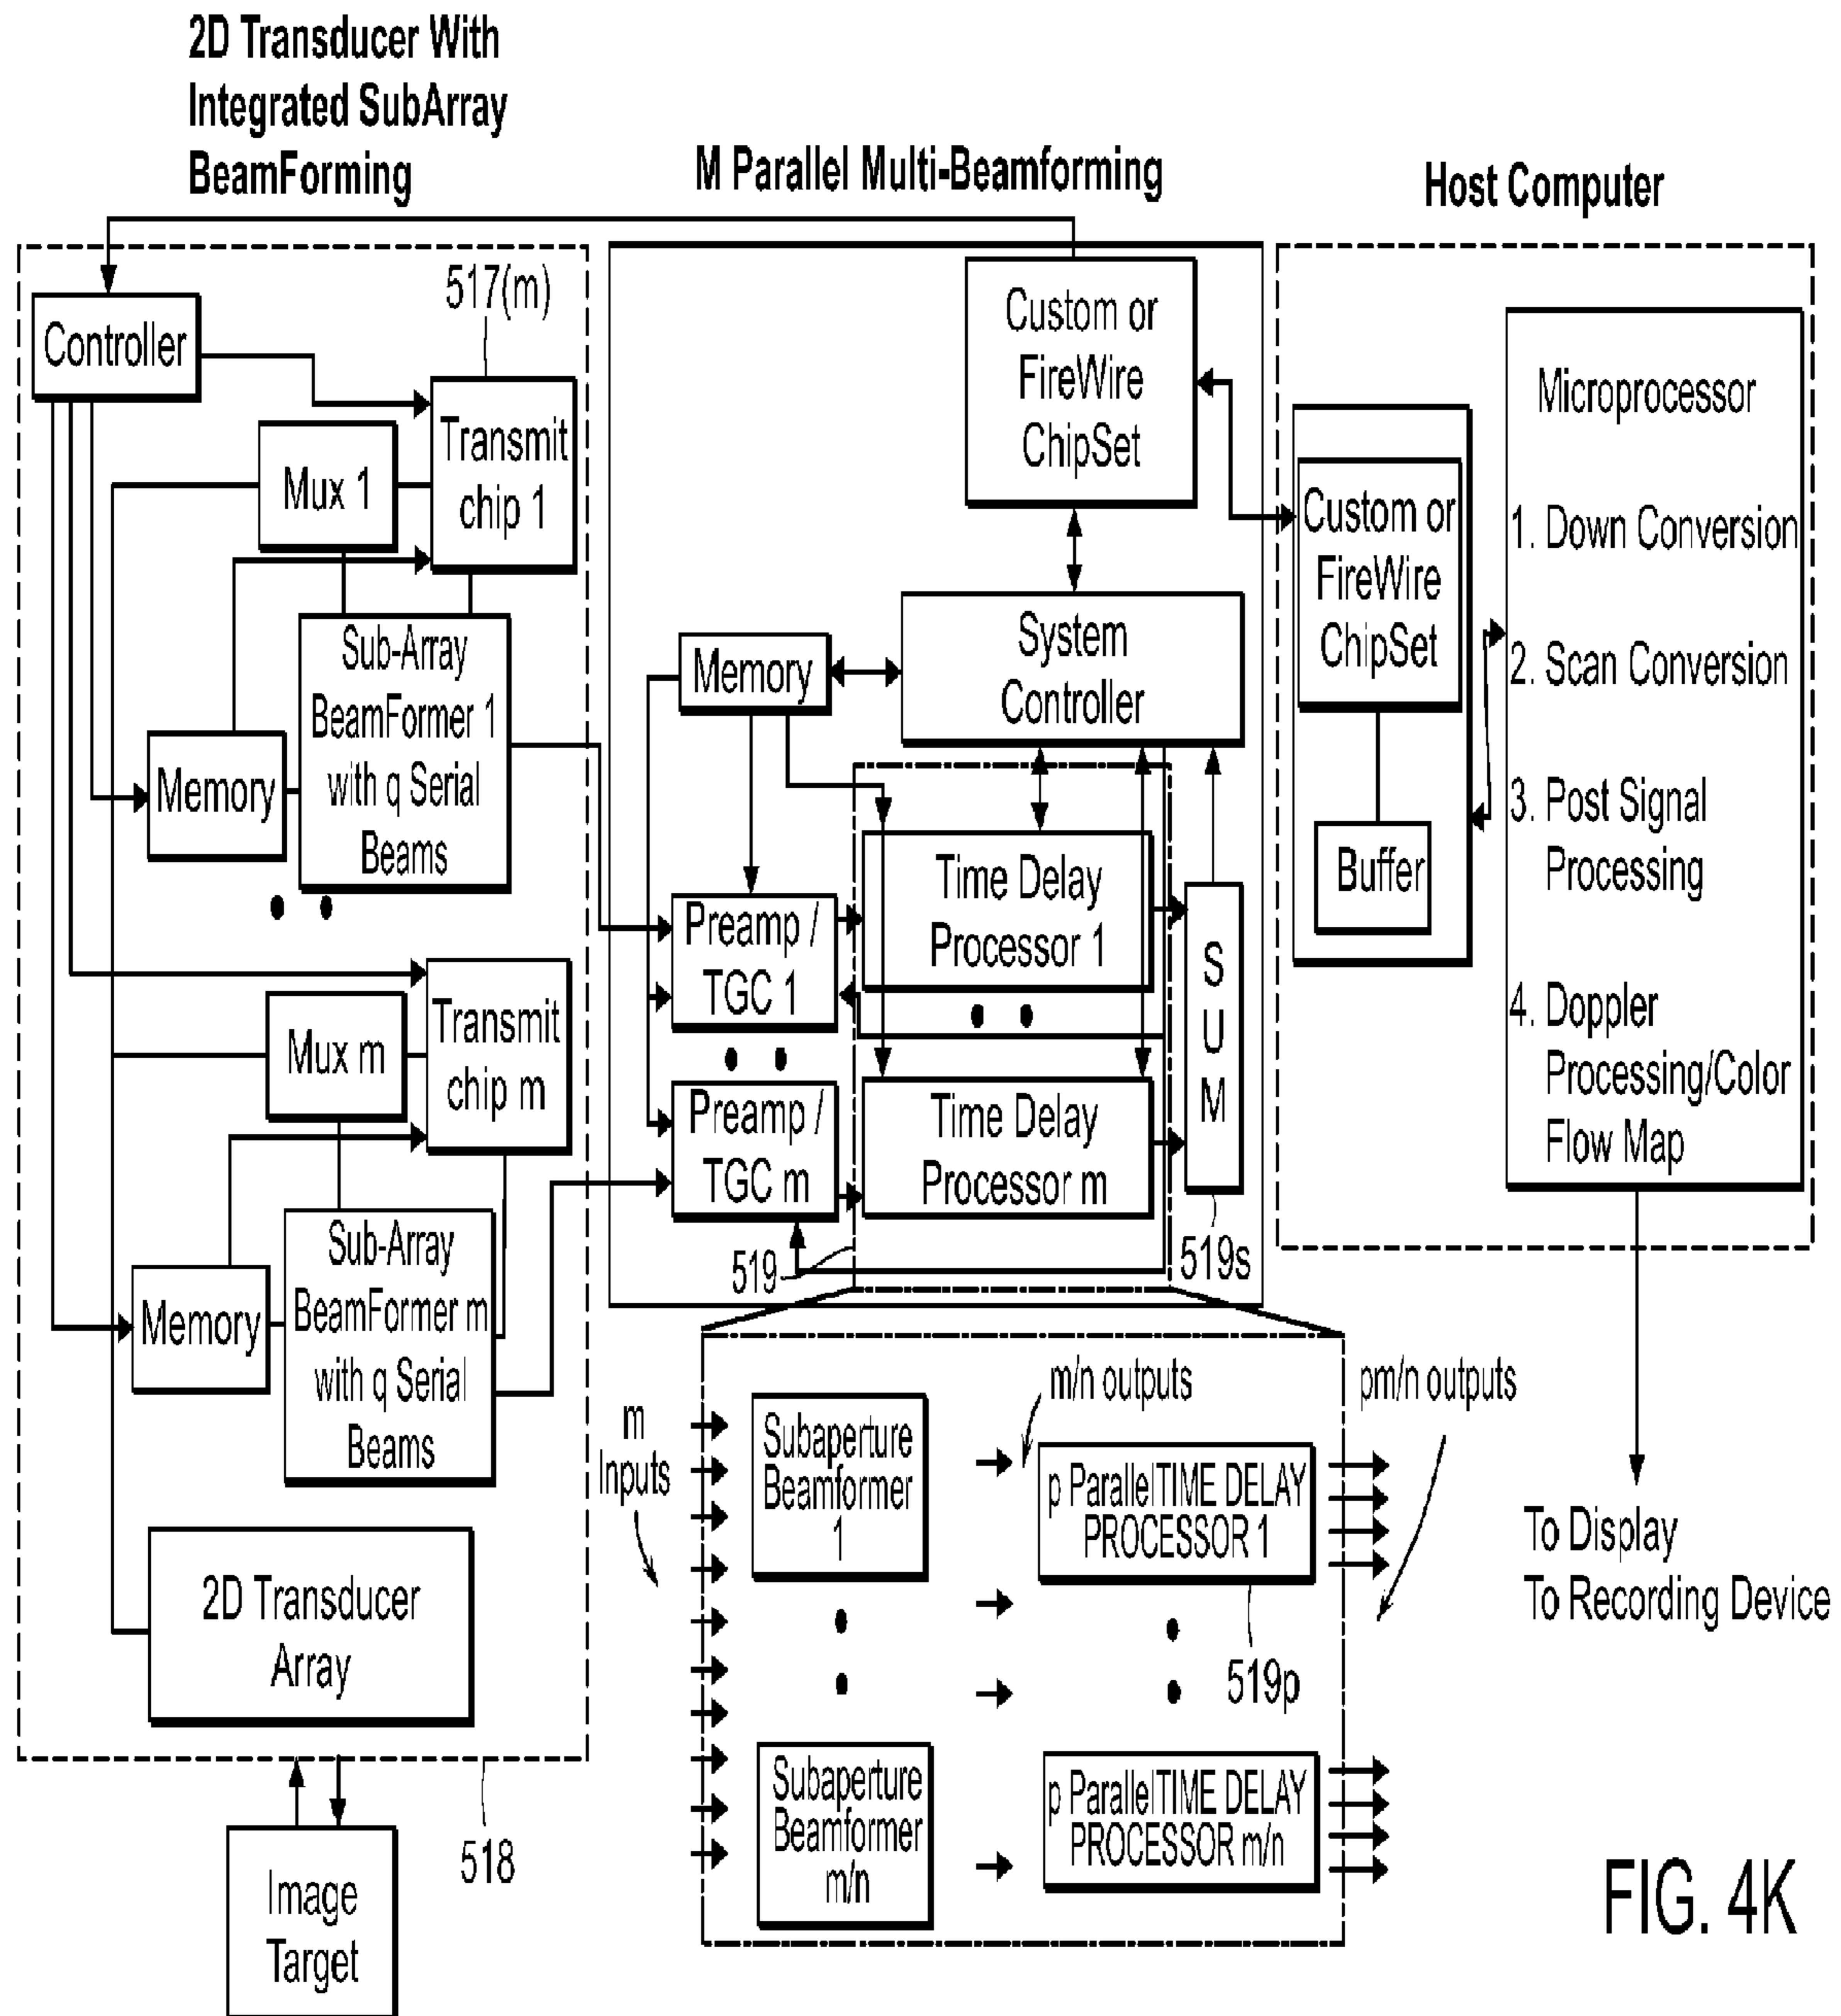 2D Transducer With
Integrated SubArray
BeamForming
M Parallel Multi-Beamforming
Host Computer
517(m)
Controller
Transmit
chip 1
Mux 1
Sub-Array
BeamFormer 1
with q Serial
Beams
Memory
Transmit
chip m
Mux m
Sub-Array
BeamFormer m
with q Serial
Beams
Memory
2D Transducer
Array
518
Image
Target
Custom or
FireWire
ChipSet
System
Controller
Memory
Preamp /
TGC 1
Time Delay
Processor 1
Preamp /
TGC m
Time Delay
Processor m
S
U
M
519
519s
Custom or
FireWire
ChipSet
Buffer
Microprocessor
1. Down Conversion
2. Scan Conversion
3. Post Signal
Processing
4. Doppler
Processing/Color
Flow Map
To Display
To Recording Device
m
Inputs
Subaperture
Beamformer
1
m/n outputs
p ParallelTIME DELAY
PROCESSOR 1
pm/n outputs
519p
Subaperture
Beamformer
m/n
p ParallelTIME DELAY
PROCESSOR m/n
FIG. 4K